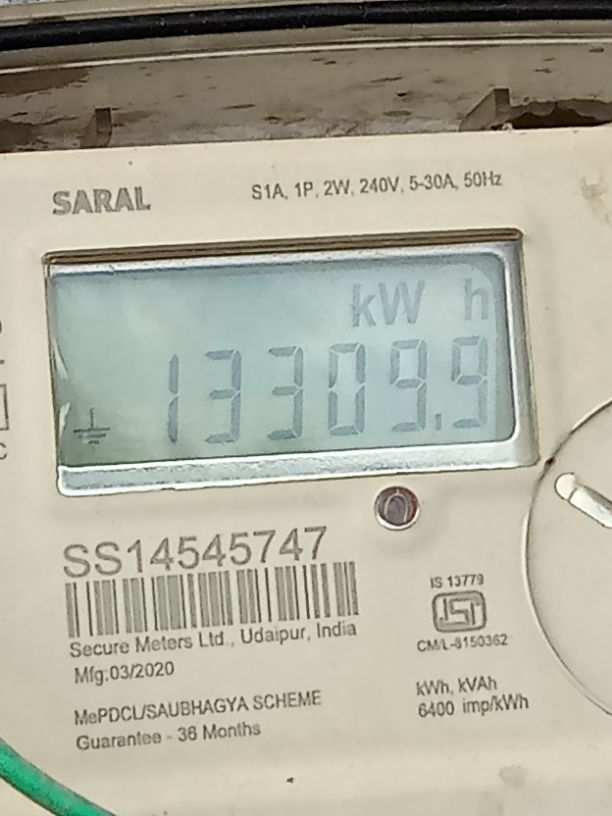 SARAL
S1A, 1P, 2W, 240V, 5-30A, 50Hz
kW h
13309.9
SS14545747
Secure Meters Ltd., Udaipur, India
Mfg:03/2020
MePDCL/SAUBHAGYA SCHEME
Guarantee - 36 Months
IS 13779
ISI
CM/L-8150362
kWh, kVAh
6400 imp/kWh